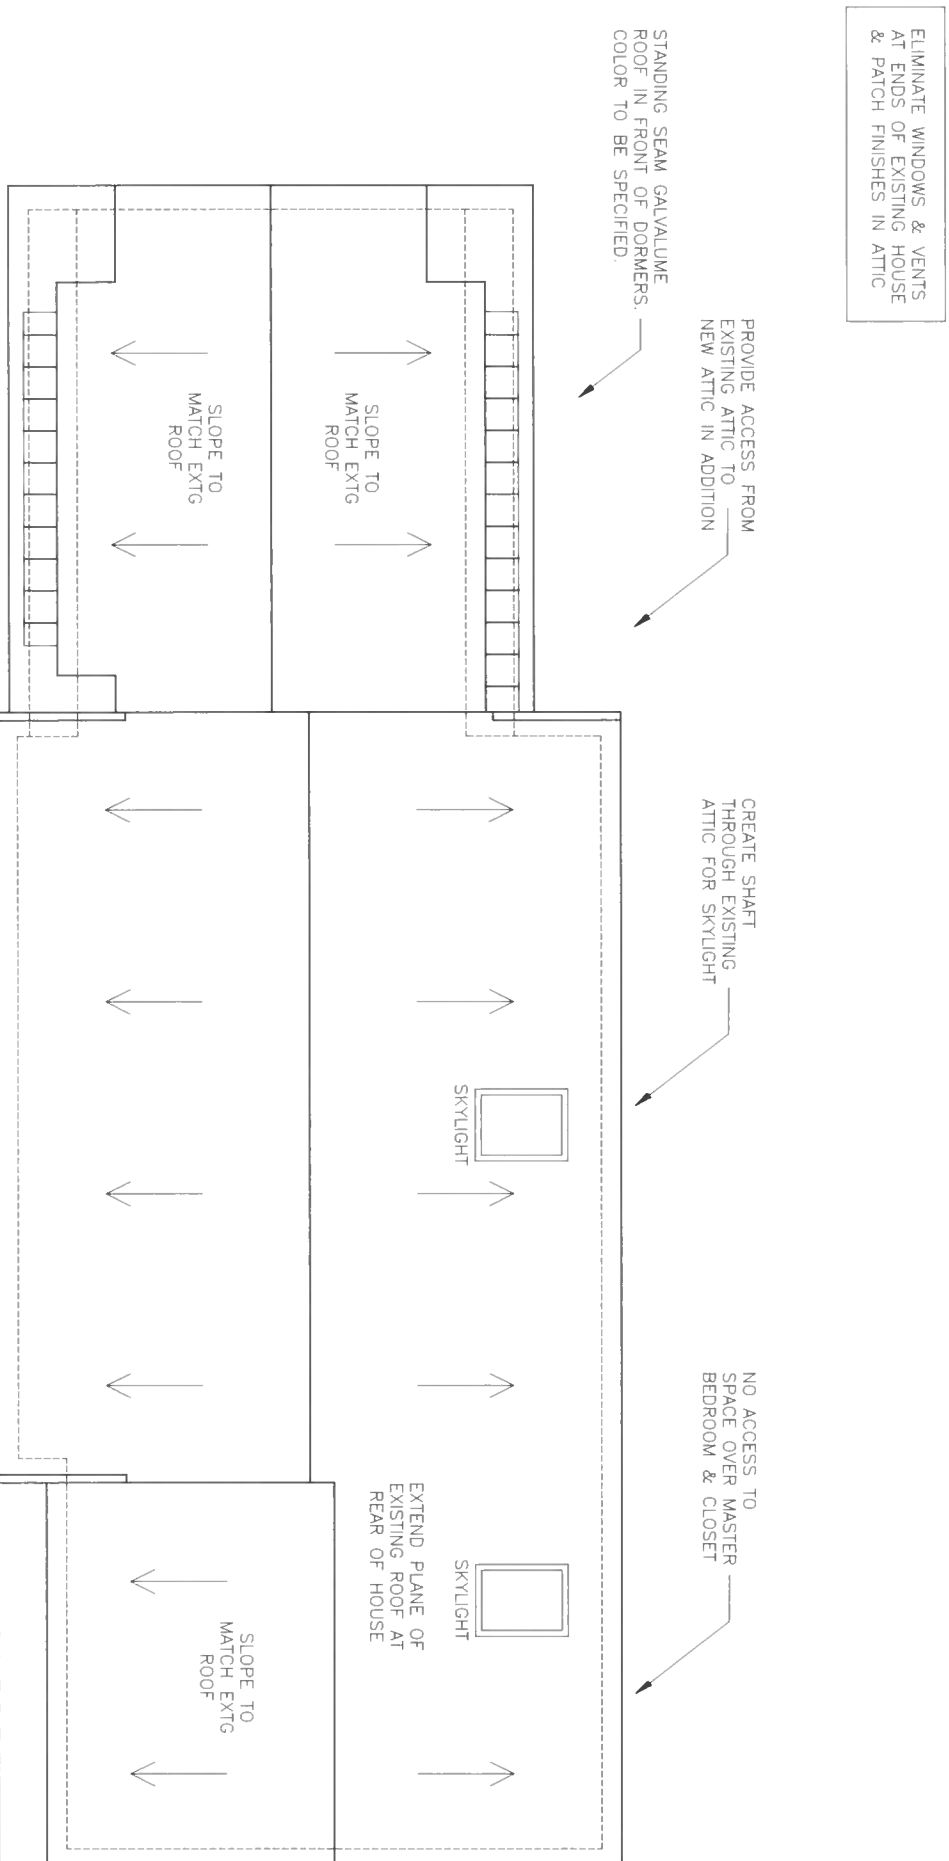 ELIMINATE WINDOWS & VENTS
AT ENDS OF EXISTING HOUSE
& PATCH FINISHES IN ATTIC
STANDING SEAM GALVALUME
ROOF IN FRONT OF DORMERS.
COLOR TO BE SPECIFIED.
PROVIDE ACCESS FROM
EXISTING ATTIC TO
NEW ATTIC IN ADDITION
CREATE SHAFT
THROUGH EXISTING
ATTIC FOR SKYLIGHT
NO ACCESS TO
SPACE OVER MASTER
BEDROOM & CLOSET
SLOPE TO
MATCH EXTG
ROOF
SLOPE TO
MATCH EXTG
ROOF
SKYLIGHT
SKYLIGHT
EXTEND PLANE OF
EXISTING ROOF AT
REAR OF HOUSE
SLOPE TO
MATCH EXTG
ROOF